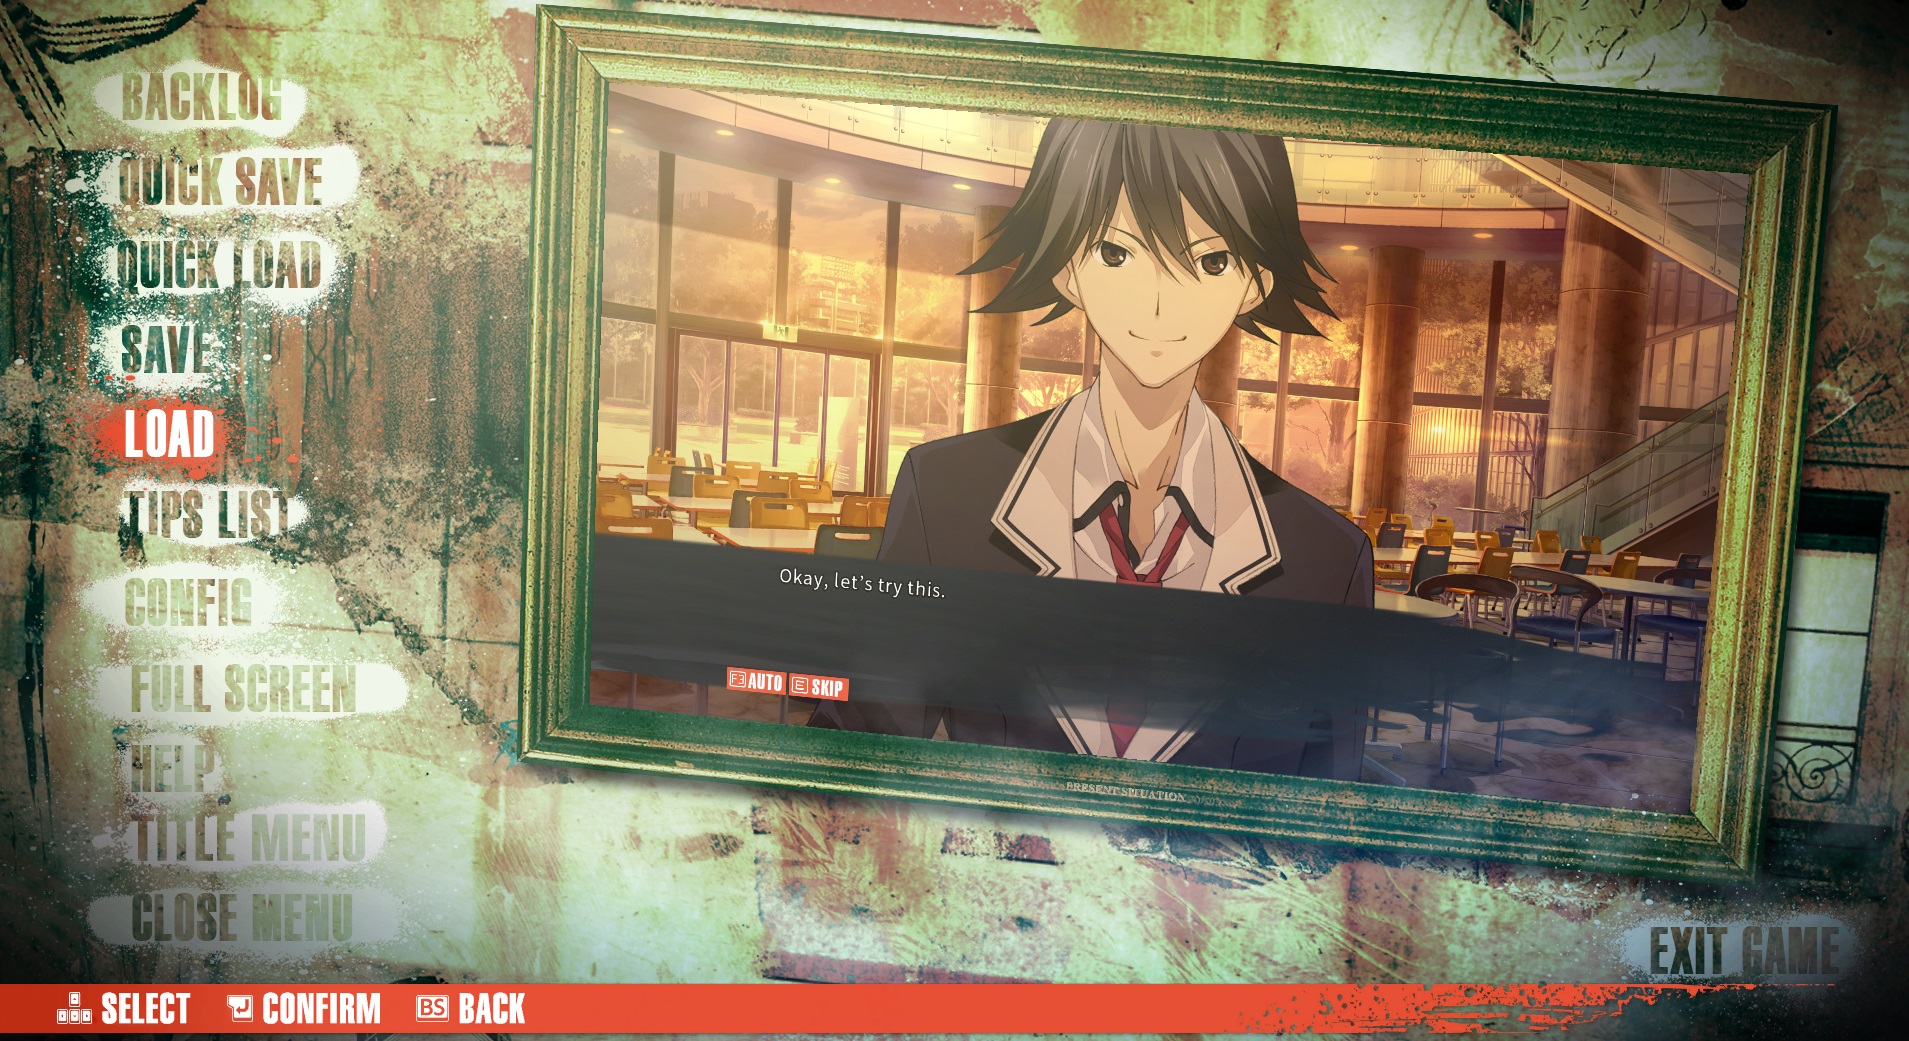 BACKLOG
QUICK SAVE
QUICK LOAD
SAVE
LOAD
TIPS LIST
CONFIG
FULL SCREEN
HELP
TITLE MENU
CLOSE MENU
Okay, let's try this.
F3 AUTO E SKIP
PRESENT SITUATION
EXIT GAME
SELECT CONFIRM BS BACK